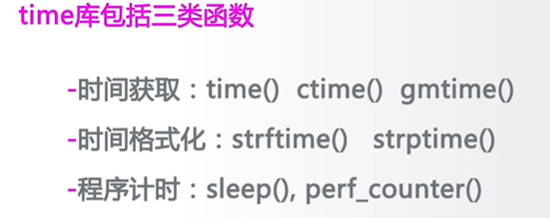 time库包括三类函数
-时间获取：time()  ctime()  gmtime()
-时间格式化：strftime()  strptime()
-程序计时：sleep(), perf_counter()